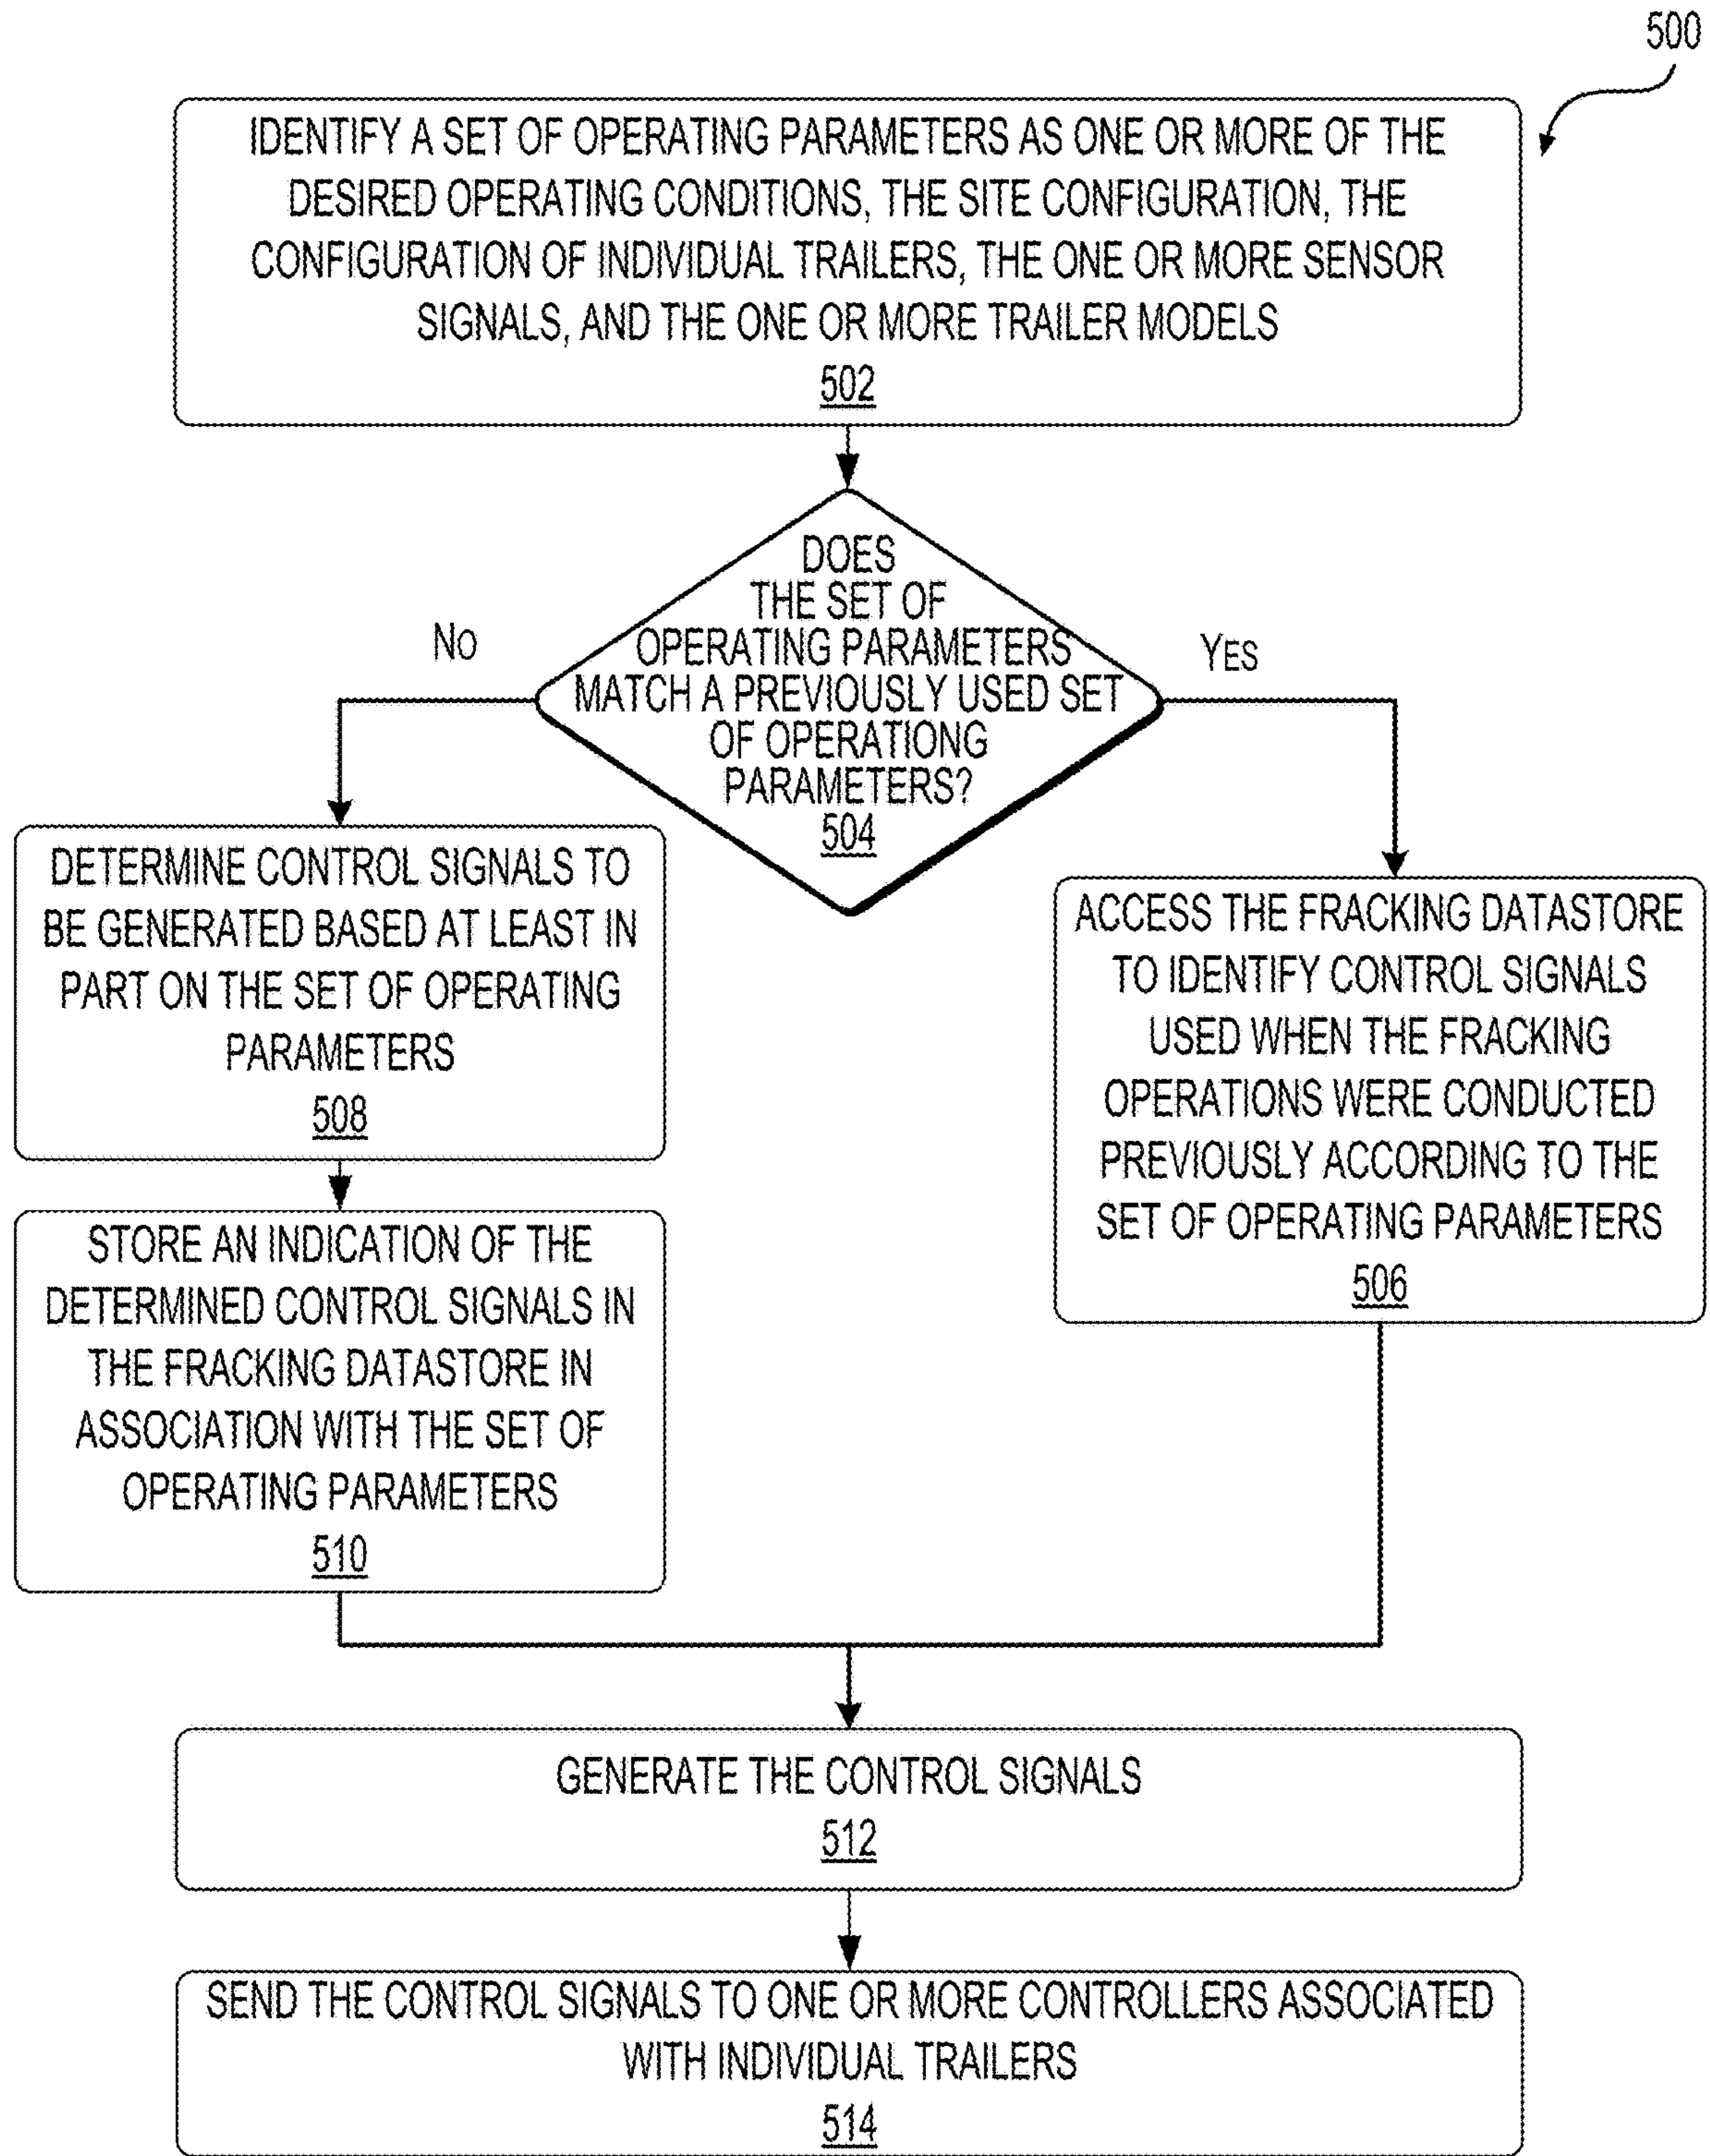 500
IDENTIFY A SET OF OPERATING PARAMETERS AS ONE OR MORE OF THE
DESIRED OPERATING CONDITIONS, THE SITE CONFIGURATION, THE
CONFIGURATION OF INDIVIDUAL TRAILERS, THE ONE OR MORE SENSOR
SIGNALS, AND THE ONE OR MORE TRAILER MODELS
502
DOES
THE SET OF
OPERATING PARAMETERS
MATCH A PREVIOUSLY USED SET
OF OPERATIONG
PARAMETERS?
504
NO
YES
DETERMINE CONTROL SIGNALS TO
BE GENERATED BASED AT LEAST IN
PART ON THE SET OF OPERATING
PARAMETERS
508
STORE AN INDICATION OF THE
DETERMINED CONTROL SIGNALS IN
THE FRACKING DATASTORE IN
ASSOCIATION WITH THE SET OF
OPERATING PARAMETERS
510
ACCESS THE FRACKING DATASTORE
TO IDENTIFY CONTROL SIGNALS
USED WHEN THE FRACKING
OPERATIONS WERE CONDUCTED
PREVIOUSLY ACCORDING TO THE
SET OF OPERATING PARAMETERS
506
GENERATE THE CONTROL SIGNALS
512
SEND THE CONTROL SIGNALS TO ONE OR MORE CONTROLLERS ASSOCIATED
WITH INDIVIDUAL TRAILERS
514